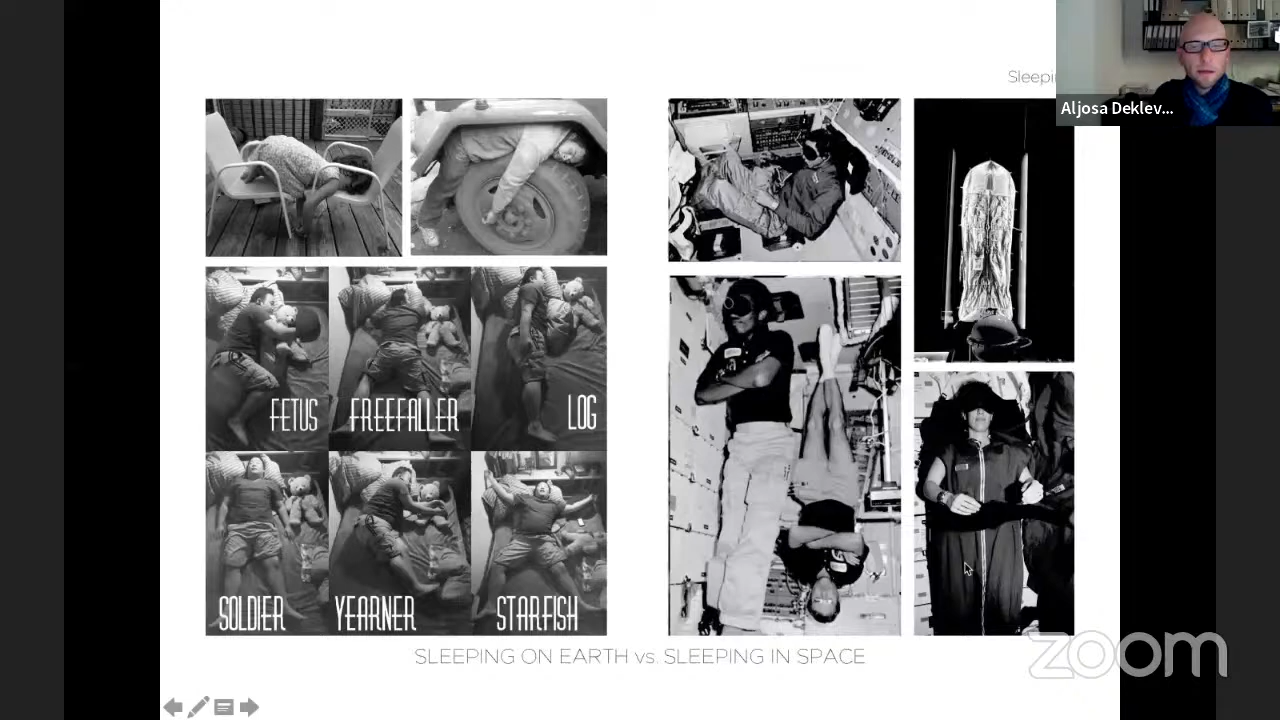 Sleepi
Aljosa Deklev...
FETUS
FREEFALLER
LOG
SOLDIER
YEARNER
STARFISH
SLEEPING ON EARTH vs. SLEEPING IN SPACE
zoom